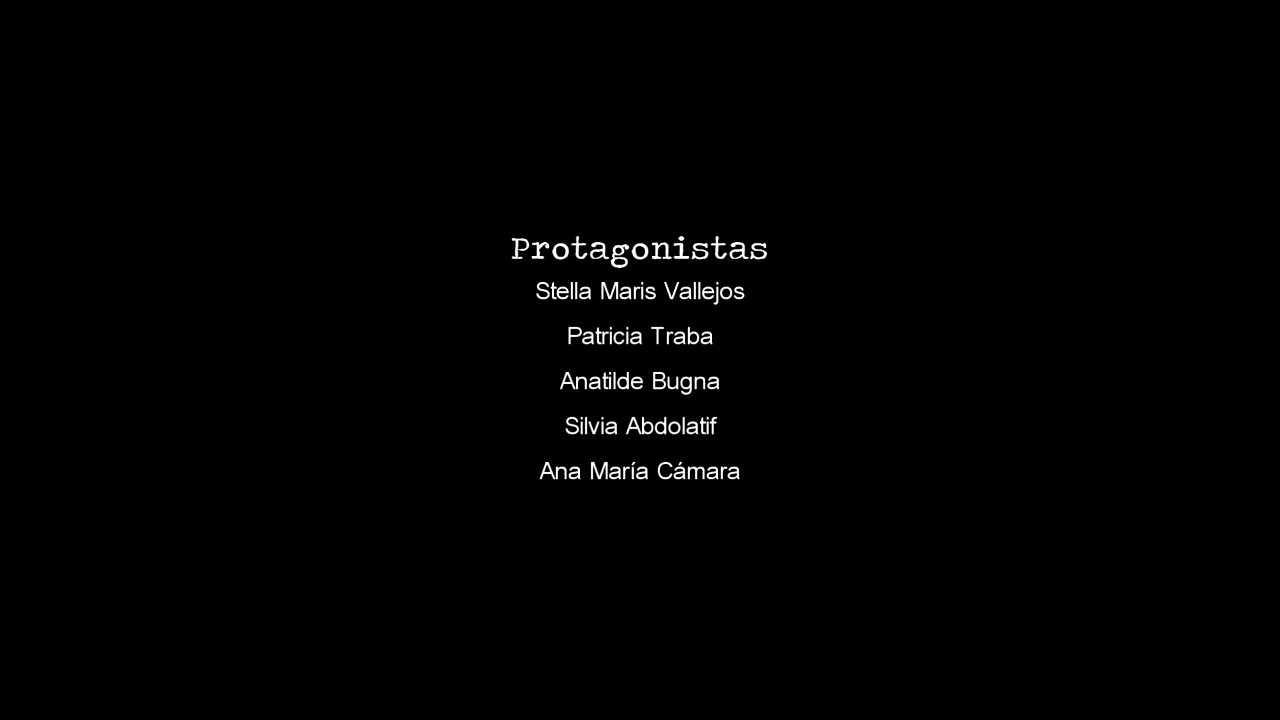 Protagonistas
Stella Maris Vallejos
Patricia Traba
Anatilde Bugna
Silvia Abdolatif
Ana María Cámara